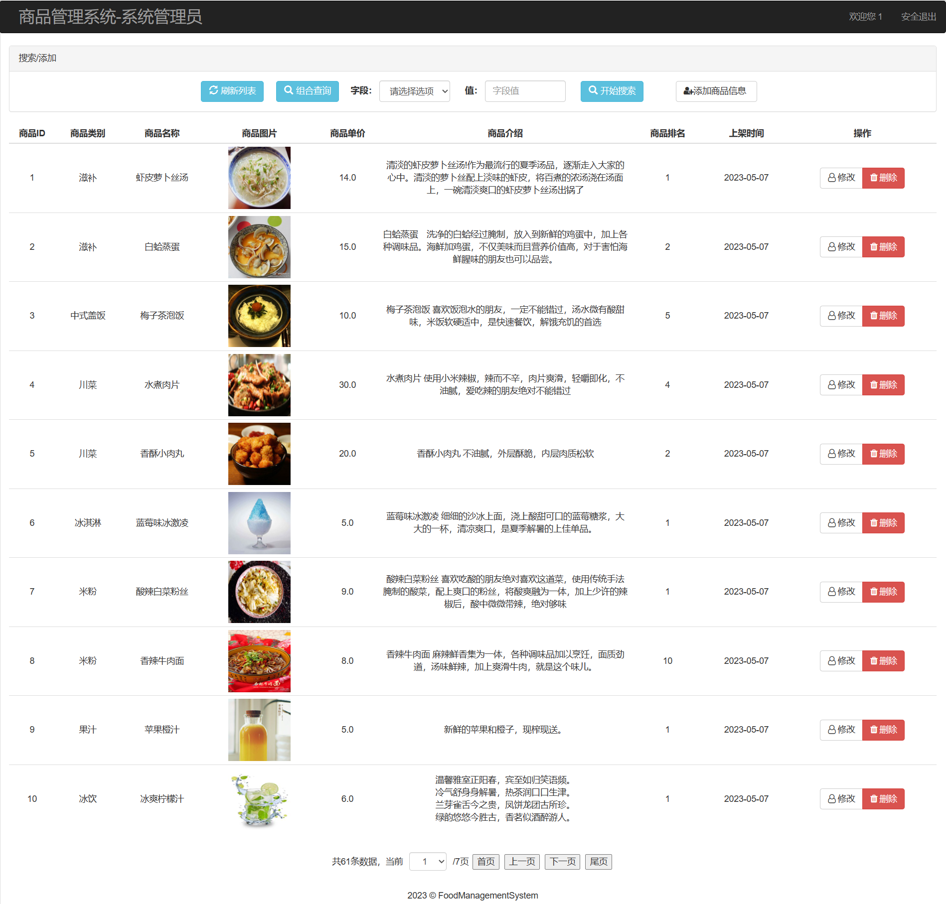 商品管理系统-系统管理员 欢迎您 1 安全退出
搜索/添加
刷新列表 组合查询 字段: 请选择选项 值: 字段值 开始搜索 添加商品信息
商品ID 商品类别 商品名称 商品图片 商品单价 商品介绍 商品排名 上架时间 操作
清淡的虾皮萝卜丝汤!作为最流行的夏季汤品，逐渐走入大家的
1 滋补 虾皮萝卜丝汤 14.0 心中。清淡的萝卜丝配上淡味的虾皮，将百煮的浓汤浇在汤面 1 2023-05-07 修改 删除
上，一碗清淡爽口的虾皮萝卜丝汤出锅了
白蛤蒸蛋 洗净的白蛤经过腌制，放入到新鲜的鸡蛋中，加上各
2 滋补 白蛤蒸蛋 15.0 种调味品。海鲜加鸡蛋，不仅美味而且营养价值高，对于害怕海 2 2023-05-07 修改 删除
鲜腥味的朋友也可以品尝。
梅子茶泡饭 喜欢饭泡水的朋友，一定不能错过，汤水微有酸甜
3 中式盖饭 梅子茶泡饭 10.0 味，米饭软硬适中，是快速餐饮，解饿充饥的首选 5 2023-05-07 修改 删除
水煮肉片 使用小米辣椒，辣而不辛，肉片爽滑，轻嚼即化，不
4 川菜 水煮肉片 30.0 油腻，爱吃辣的朋友绝对不能错过 4 2023-05-07 修改 删除
5 川菜 香酥小肉丸 20.0 香酥小肉丸 不油腻，外层酥脆，内层肉质松软 2 2023-05-07 修改 删除
蓝莓味冰激凌 细细的沙冰上面，浇上酸甜可口的蓝莓糖浆，大
6 冰淇淋 蓝莓味冰激凌 5.0 大的一杯，清凉爽口，是夏季解暑的上佳单品。 1 2023-05-07 修改 删除
酸辣白菜粉丝 喜欢吃酸的朋友绝对喜欢这道菜，使用传统手法
7 米粉 酸辣白菜粉丝 9.0 腌制的酸菜，配上爽口的粉丝，将酸爽融为一体，加上少许的辣 1 2023-05-07 修改 删除
椒后，酸中微微带辣，绝对够味
香辣牛肉面 麻辣鲜香集为一体，各种调味品加以烹饪，面质劲
8 米粉 香辣牛肉面 8.0 道，汤味鲜辣，加上爽滑牛肉，就是这个味儿。 10 2023-05-07 修改 删除
9 果汁 苹果橙汁 5.0 新鲜的苹果和橙子，现榨现送。 1 2023-05-07 修改 删除
温馨雅室正阳春，宾至如归笑语频。
冷气舒身身解暑，热茶润口口生津。
10 冰饮 冰爽柠檬汁 6.0 兰芽雀舌今之贵，凤饼龙团古所珍。 1 2023-05-07 修改 删除
绿韵悠悠今胜古，香茗似酒醉游人。
共61条数据，当前 1 /7页 首页 上一页 下一页 尾页
2023 © FoodManagementSystem